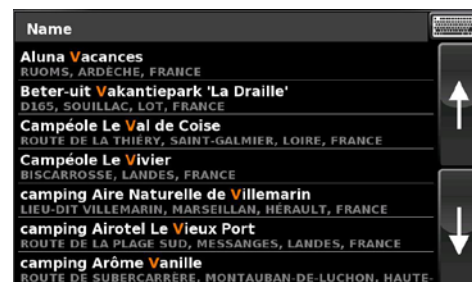 Name
Aluna Vacances
RUOMS, ARDÈCHE, FRANCE
Beter-uit Vakantiepark 'La Draille'
D165, SOUILLAC, LOT, FRANCE
Campéole Le Val de Coise
ROUTE DE LA THIÉRY, SAINT-GALMIER, LOIRE, FRANCE
Campéole Le Vivier
BISCARROSSE, LANDES, FRANCE
camping Aire Naturelle de Villemarin
LIEU-DIT VILLEMARIN, MARSEILLAN, HÉRAULT, FRANCE
camping Airotel Le Vieux Port
ROUTE DE LA PLAGE SUD, MESSANGES, LANDES, FRANCE
camping Arôme Vanille
ROUTE DE SUBERCARRÈRE, MONTAUBAN-DE-LUCHON, HAUTE-